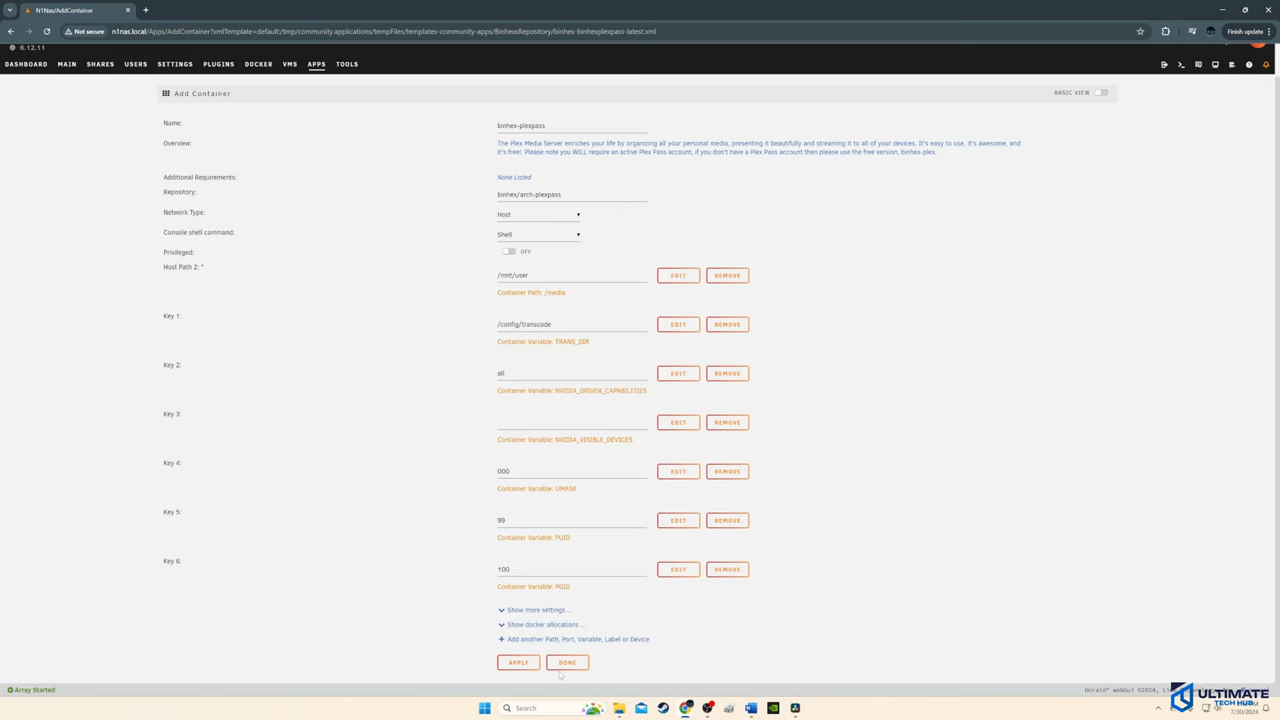 N1Nas/AddContainer
Not secure
n1nas.local/Apps/AddContainer?xmlTemplate=default:/tmp/community.applications/tempFiles/templates-community-apps/BinhexsRepository/binhex-binhexplexpass-latest.xml
Finish update
6.12.11
DASHBOARD MAIN SHARES USERS SETTINGS PLUGINS DOCKER VMS APPS TOOLS
Add Container
BASIC VIEW
Name:
binhex-plexpass
Overview:
The Plex Media Server enriches your life by organizing all your personal media, presenting it beautifully and streaming it to all of your devices. It's easy to use, it's awesome, and
it's free!. Please note you WILL require an active Plex Pass account, if you don't have a Plex Pass account then please use the free version, binhex-plex.
Additional Requirements:
None Listed
Repository:
binhex/arch-plexpass
Network Type:
Host
Console shell command:
Shell
Privileged:
OFF
Host Path 2: *
/mnt/user
EDIT REMOVE
Container Path: /media
Key 1:
/config/transcode
EDIT REMOVE
Container Variable: TRANS_DIR
Key 2:
all
EDIT REMOVE
Container Variable: NVIDIA_DRIVER_CAPABILITIES
Key 3:
EDIT REMOVE
Container Variable: NVIDIA_VISIBLE_DEVICES
Key 4:
000
EDIT REMOVE
Container Variable: UMASK
Key 5:
99
EDIT REMOVE
Container Variable: PUID
Key 6:
100
EDIT REMOVE
Container Variable: PGID
Show more settings ...
Show docker allocations ...
Add another Path, Port, Variable, Label or Device
APPLY DONE
Array Started
Unraid® webGui ©2024,
Search
7/30/2024
ULTIMATE
TECH HUB